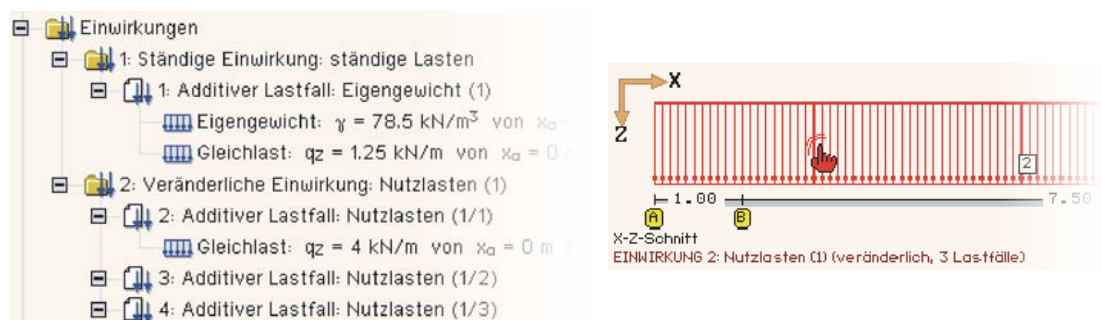 Einwirkungen
1: Ständige Einwirkung: ständige Lasten
1: Additiver Lastfall: Eigengewicht (1)
Eigengewicht: γ = 78.5 kN/m³ von xₐ =
Gleichlast: qz = 1.25 kN/m von xₐ = 0
2: Veränderliche Einwirkung: Nutzlasten (1)
2: Additiver Lastfall: Nutzlasten (1/1)
Gleichlast: qz = 4 kN/m von xₐ = 0 m
3: Additiver Lastfall: Nutzlasten (1/2)
4: Additiver Lastfall: Nutzlasten (1/3)
X
Z
2
1.00
7.50
A
B
X-Z-Schnitt
EINWIRKUNG 2: Nutzlasten (1) (veränderlich, 3 Lastfälle)